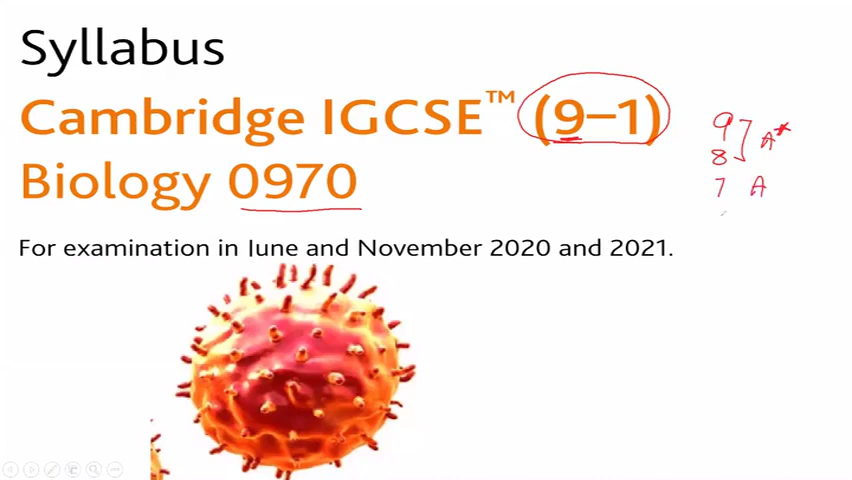 Syllabus
Cambridge IGCSE™ (9–1)
Biology 0970
For examination in June and November 2020 and 2021.
9
8 A*
7 A